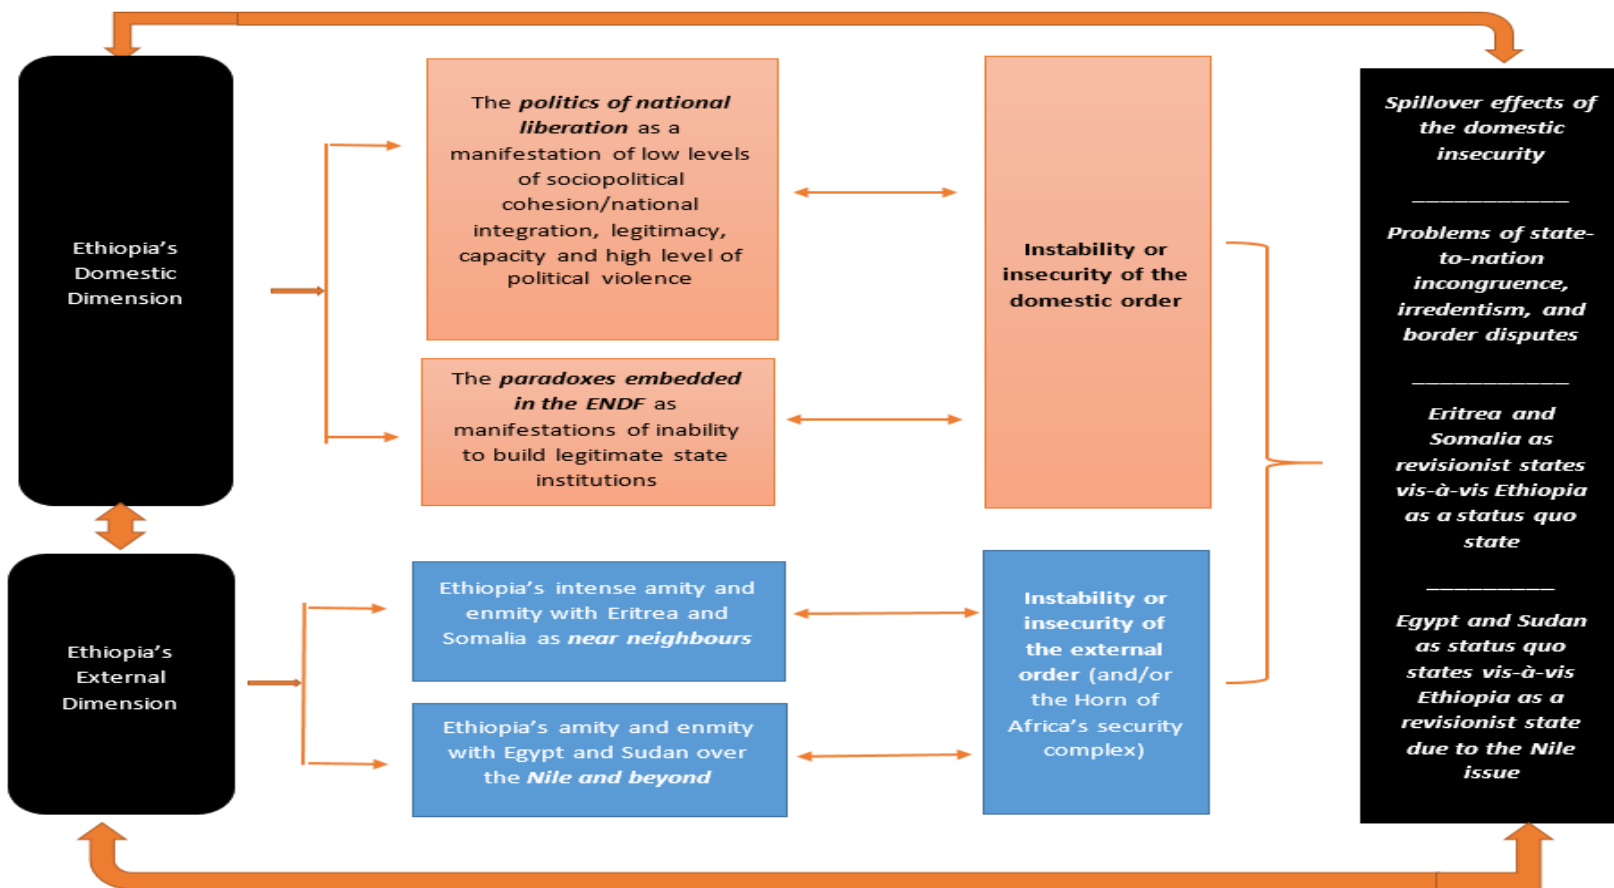 Ethiopia’s
Domestic
Dimension
The politics of national
liberation as a
manifestation of low levels
of sociopolitical
cohesion/national
integration, legitimacy,
capacity and high level of
political violence
The paradoxes embedded
in the ENDF as
manifestations of inability
to build legitimate state
institutions
Instability or
insecurity of the
domestic order
Ethiopia’s
External
Dimension
Ethiopia’s intense amity and
enmity with Eritrea and
Somalia as near neighbours
Ethiopia’s amity and enmity
with Egypt and Sudan over
the Nile and beyond
Instability or
insecurity of
the external
order (and/or
the Horn of
Africa’s security
complex)
Spillover effects of
the domestic
insecurity
___________
Problems of state-
to-nation
incongruence,
irredentism, and
border disputes
___________
Eritrea and
Somalia as
revisionist states
vis-à-vis Ethiopia
as a status quo
state
_________
Egypt and Sudan
as status quo
states vis-à-vis
Ethiopia as a
revisionist state
due to the Nile
issue